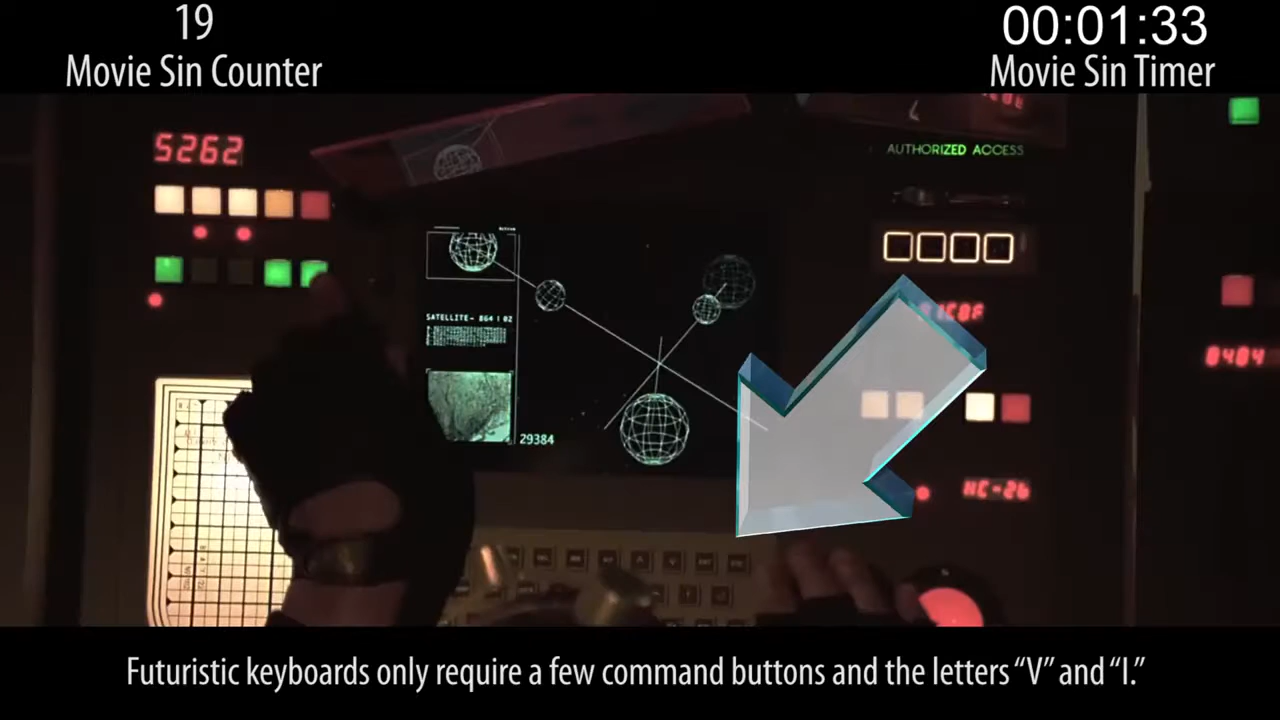 19
Movie Sin Counter
00:01:33
Movie Sin Timer
5262
AUTHORIZED ACCESS
Active
SATELLITE- 864 | 02
29384
0404
NC-26
Futuristic keyboards only require a few command buttons and the letters “V” and “I.”